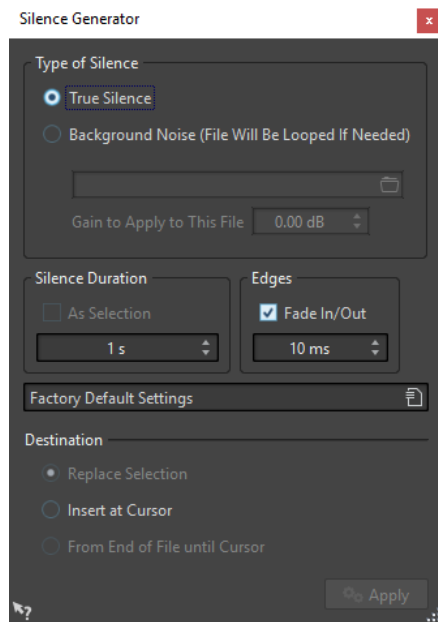 Silence Generator
x
Type of Silence
True Silence
Background Noise (File Will Be Looped If Needed)
Gain to Apply to This File 0.00 dB
Silence Duration
As Selection
1 s
Edges
Fade In/Out
10 ms
Factory Default Settings
Destination
Replace Selection
Insert at Cursor
From End of File until Cursor
Apply
?